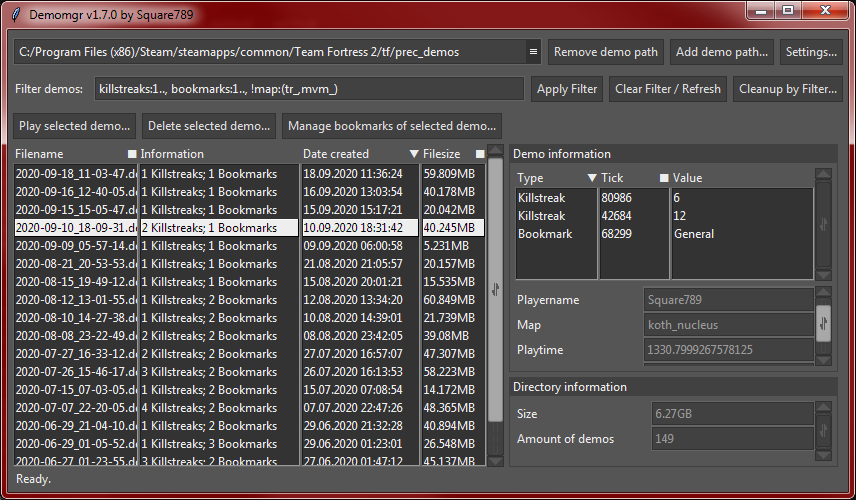 Demomgr v1.7.0 by Square789
C:/Program Files (x86)/Steam/steamapps/common/Team Fortress 2/tf/prec_demos
Remove demo path
Add demo path...
Settings...
Filter demos:
killstreaks:1.., bookmarks:1.., !map:(tr_,mvm_)
Apply Filter
Clear Filter / Refresh
Cleanup by Filter...
Play selected demo...
Delete selected demo...
Manage bookmarks of selected demo...
Filename Information Date created Filesize
2020-09-18_11-03-47.de 1 Killstreaks; 1 Bookmarks 18.09.2020 11:36:24 59.809MB
2020-09-16_12-40-05.de 1 Killstreaks; 1 Bookmarks 16.09.2020 13:03:54 40.178MB
2020-09-15_15-05-47.de 1 Killstreaks; 1 Bookmarks 15.09.2020 15:17:21 20.042MB
2020-09-10_18-09-31.de 2 Killstreaks; 1 Bookmarks 10.09.2020 18:31:42 40.245MB
2020-09-09_05-57-14.de 1 Killstreaks; 1 Bookmarks 09.09.2020 06:00:58 5.231MB
2020-08-21_20-53-53.de 1 Killstreaks; 1 Bookmarks 21.08.2020 21:05:57 20.157MB
2020-08-15_19-49-12.de 1 Killstreaks; 1 Bookmarks 15.08.2020 20:01:21 15.535MB
2020-08-12_13-01-55.de 2 Killstreaks; 1 Bookmarks 12.08.2020 13:34:20 60.849MB
2020-08-10_14-27-38.de 1 Killstreaks; 2 Bookmarks 10.08.2020 14:39:01 21.739MB
2020-08-08_23-22-49.de 2 Killstreaks; 2 Bookmarks 08.08.2020 23:42:05 39.08MB
2020-07-27_16-33-12.de 2 Killstreaks; 2 Bookmarks 27.07.2020 16:57:07 47.307MB
2020-07-26_15-46-17.de 3 Killstreaks; 2 Bookmarks 26.07.2020 16:13:53 58.223MB
2020-07-15_07-03-05.de 1 Killstreaks; 2 Bookmarks 15.07.2020 07:08:54 14.172MB
2020-07-07_22-20-05.de 4 Killstreaks; 2 Bookmarks 07.07.2020 22:47:26 48.365MB
2020-06-29_21-04-10.de 1 Killstreaks; 2 Bookmarks 29.06.2020 21:32:28 40.894MB
2020-06-29_01-05-52.de 1 Killstreaks; 3 Bookmarks 29.06.2020 01:23:01 26.548MB
2020-06-27_01-23-55.de 3 Killstreaks; 2 Bookmarks 27.06.2020 01:47:12 45.137MB
Demo information
Type Tick Value
Killstreak 80986 6
Killstreak 42684 12
Bookmark 68299 General
Playername Square789
Map koth_nucleus
Playtime 1330.7999267578125
Directory information
Size 6.27GB
Amount of demos 149
Ready.